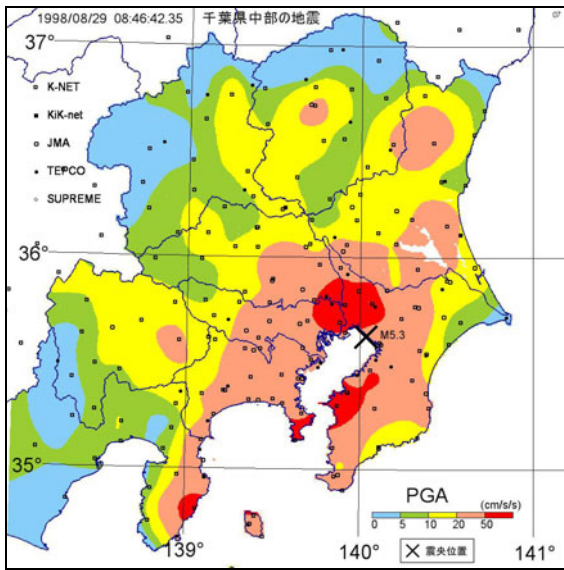 1998/08/29 08:46:42.35 千葉県中部の地震
07
37°
K-NET
KiK-net
JMA
TEPCO
SUPREME
36°
M5.3
35°
PGA
(cm/s/s)
0 5 10 20 50
139° 140° 141°
震央位置